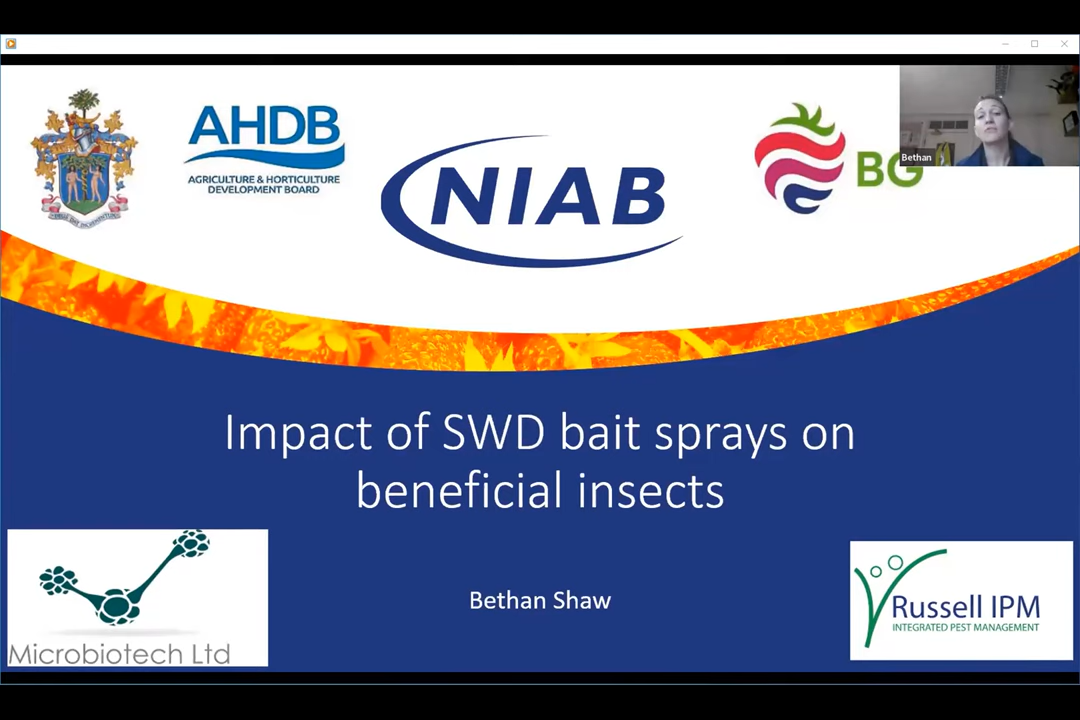 AHDB
AGRICULTURE & HORTICULTURE
DEVELOPMENT BOARD
NIAB
BG
Bethan
Impact of SWD bait sprays on
beneficial insects
Bethan Shaw
Microbiotech Ltd
Russell IPM
INTEGRATED PEST MANAGEMENT